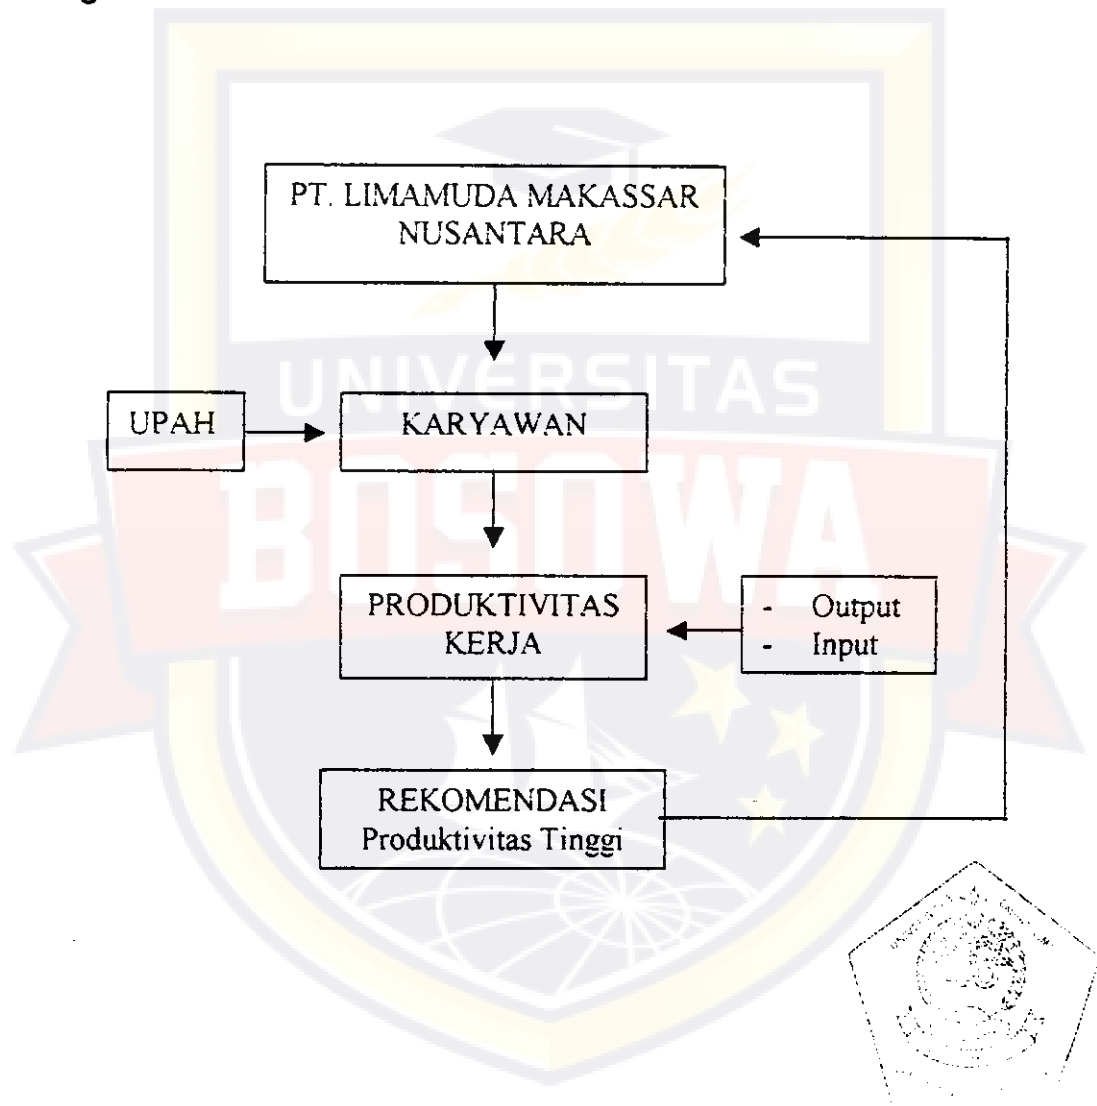 PT. LIMAMUDA MAKASSAR
NUSANTARA
UNIVERSITAS
UPAH
KARYAWAN
BOSOWA
PRODUKTIVITAS
KERJA
- Output
- Input
REKOMENDASI
Produktivitas Tinggi